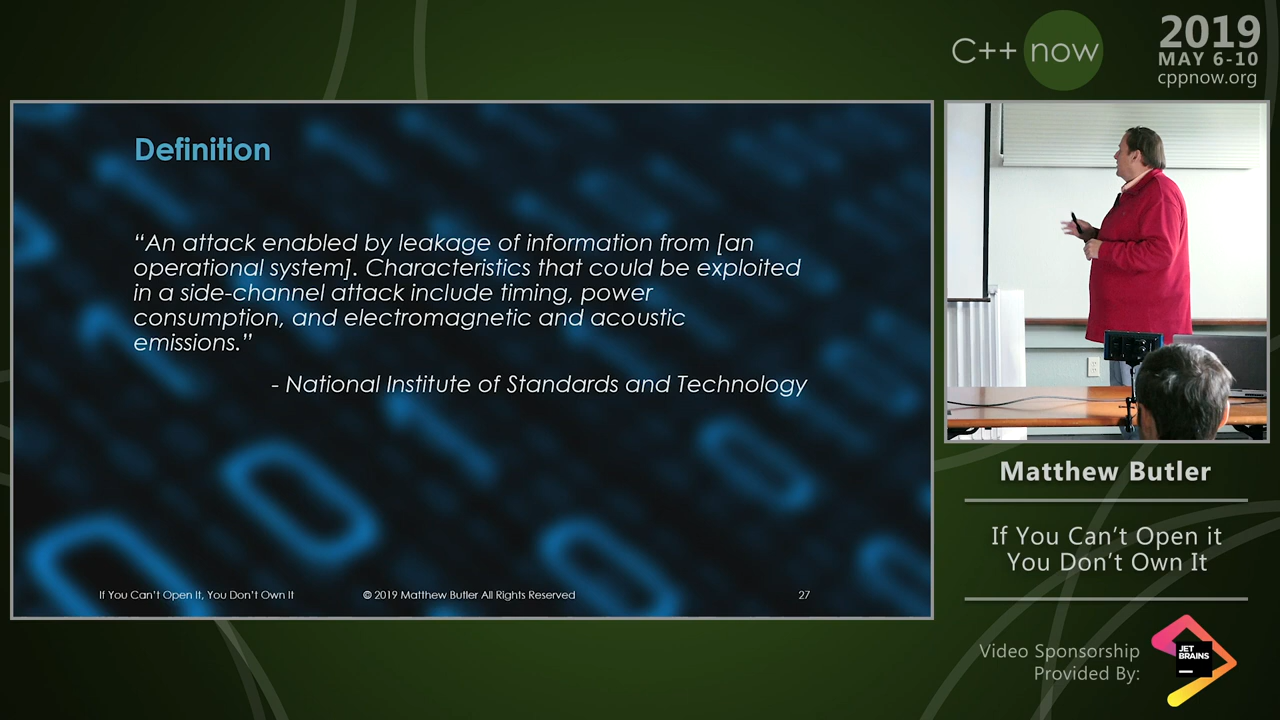 C++ now
2019
MAY 6-10
cppnow.org
Definition
“An attack enabled by leakage of information from [an
operational system]. Characteristics that could be exploited
in a side-channel attack include timing, power
consumption, and electromagnetic and acoustic
emissions.”
- National Institute of Standards and Technology
If You Can’t Open It, You Don’t Own It
© 2019 Matthew Butler All Rights Reserved
27
Matthew Butler
If You Can’t Open it
You Don’t Own It
Video Sponsorship
Provided By:
JET
BRAINS